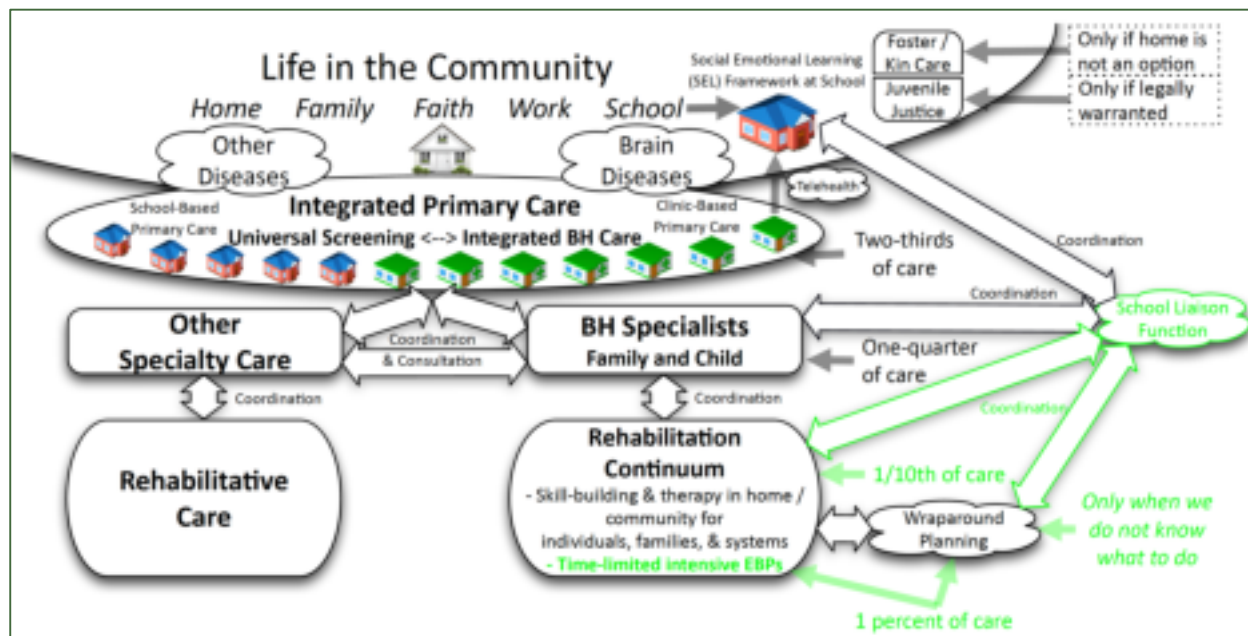 Life in the Community
Home Family Faith Work School
Social Emotional Learning
(SEL) Framework at School
Foster /
Kin Care
Juvenile
Justice
Only if home is
not an option
Only if legally
warranted
Other
Diseases
Brain
Diseases
Telehealth
School-Based
Primary Care
Integrated Primary Care
Clinic-Based
Primary Care
Universal Screening <--> Integrated BH Care
Two-thirds
of care
Coordination
Other
Specialty Care
Coordination
& Consultation
BH Specialists
Family and Child
Coordination
School Liaison
Function
One-quarter
of care
Coordination
Coordination
Coordination
Rehabilitative
Care
Rehabilitation
Continuum
- Skill-building & therapy in home /
community for
individuals, families, & systems
- Time-limited intensive EBPs
1/10th of care
Wraparound
Planning
Only when we
do not know
what to do
1 percent of care